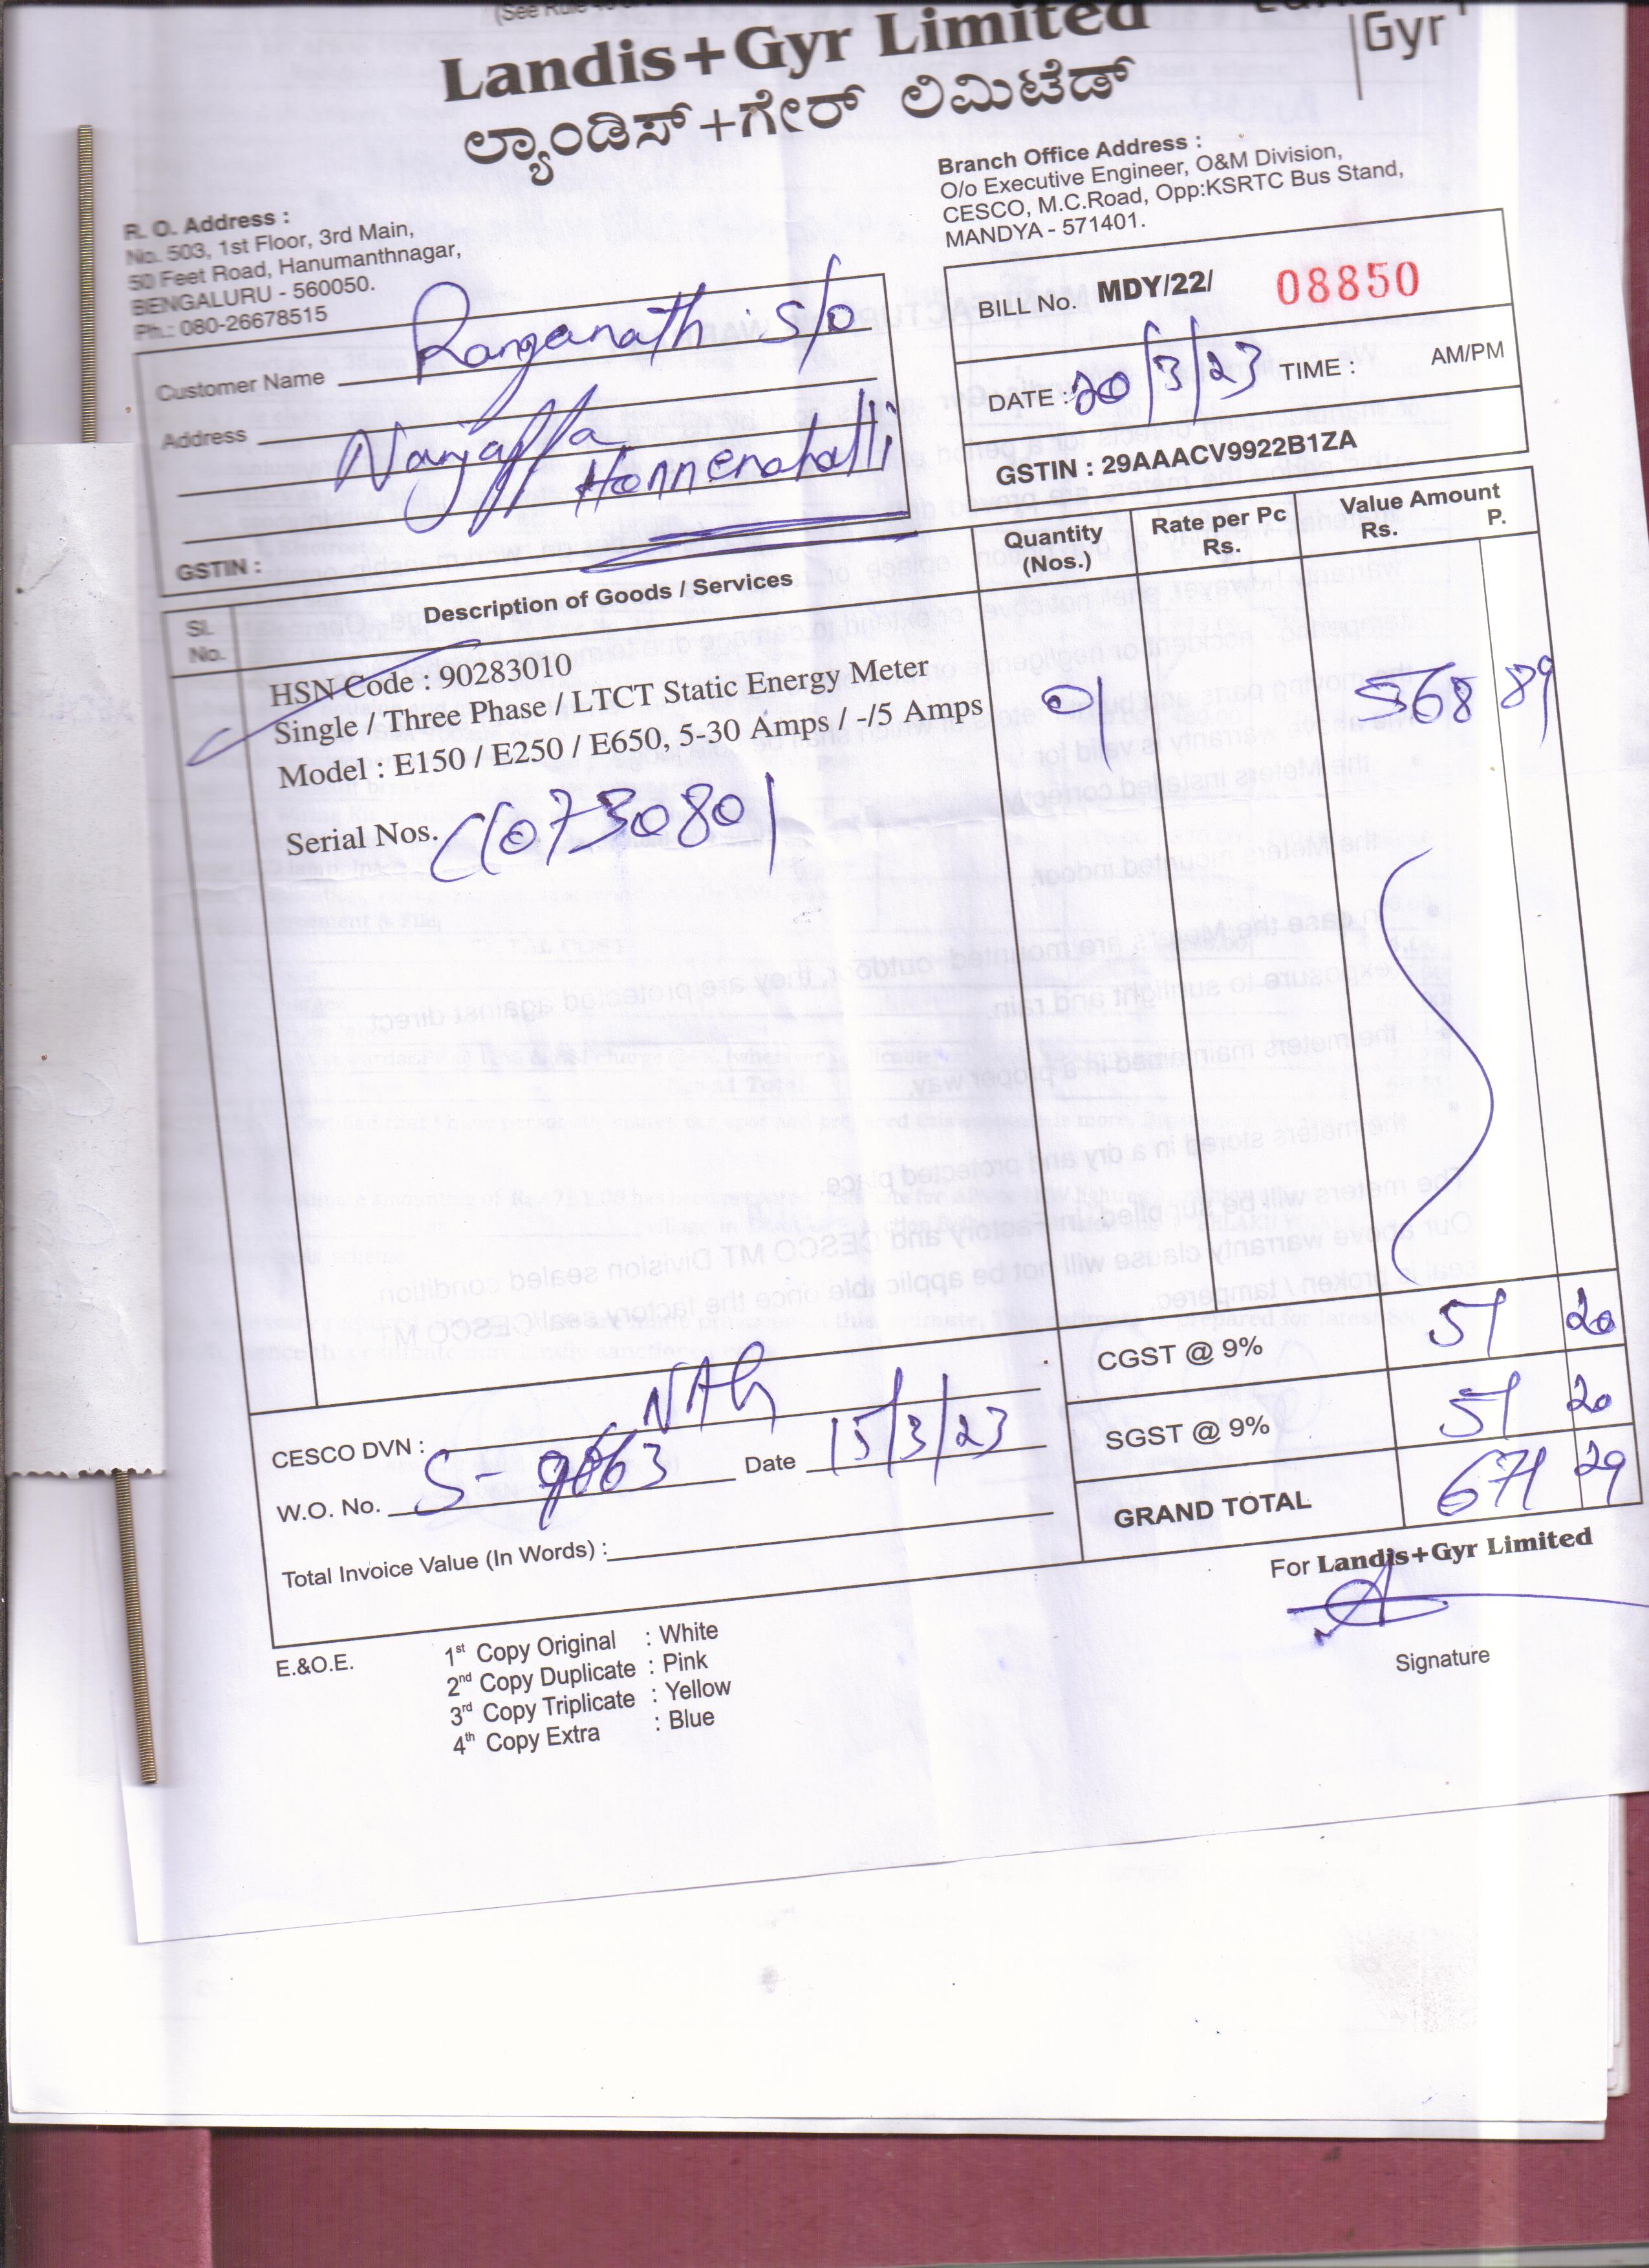 (See Rule
Landis+Gyr Limited
Gyr
ಲ್ಯಾಂಡಿಸ್+ಗೇರ್ ಲಿಮಿಟೆಡ್
R. O. Address :
No. 503, 1st Floor, 3rd Main,
50 Feet Road, Hanumanthnagar,
BENGALURU - 560050.
Ph.: 080-26678515
Branch Office Address :
O/o Executive Engineer, O&M Division,
CESCO, M.C.Road, Opp:KSRTC Bus Stand,
MANDYA - 571401.
Customer Name Ranganath s/o
Address Nanjappa
Honnenahalli
GSTIN :
BILL No. MDY/22/ 08850
DATE : 20/3/23 TIME : AM/PM
GSTIN : 29AAACV9922B1ZA
Sl. No. Description of Goods / Services Quantity (Nos.) Rate per Pc Rs. Value Amount Rs. P.
HSN Code : 90283010
Single / Three Phase / LTCT Static Energy Meter
Model : E150 / E250 / E650, 5-30 Amps / -/5 Amps 01 568 89
Serial Nos.
CGST @ 9% 51 20
SGST @ 9% 51 20
GRAND TOTAL 671 29
CESCO DVN :
W.O. No. Date 15/3/23
Total Invoice Value (In Words) :
For Landis+Gyr Limited
Signature
E.&O.E.
1st Copy Original : White
2nd Copy Duplicate : Pink
3rd Copy Triplicate : Yellow
4th Copy Extra : Blue